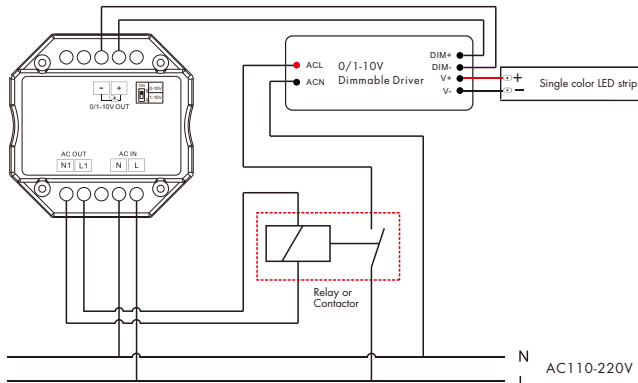 - +
0/1-10V OUT
ON
0-10V
1-10V
AC OUT AC IN
N1 L1 N L
ACL 0/1-10V DIM+
ACN Dimmable Driver DIM-
V+
V-
+ Single color LED strip
-
Relay or
Contactor
N
AC110-220V
L